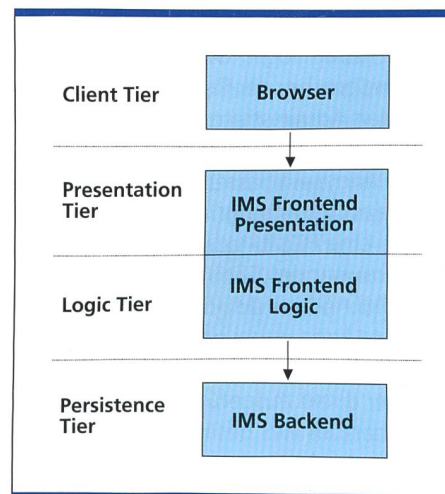 Client Tier
Browser
Presentation
Tier
IMS Frontend
Presentation
Logic Tier
IMS Frontend
Logic
Persistence
Tier
IMS Backend